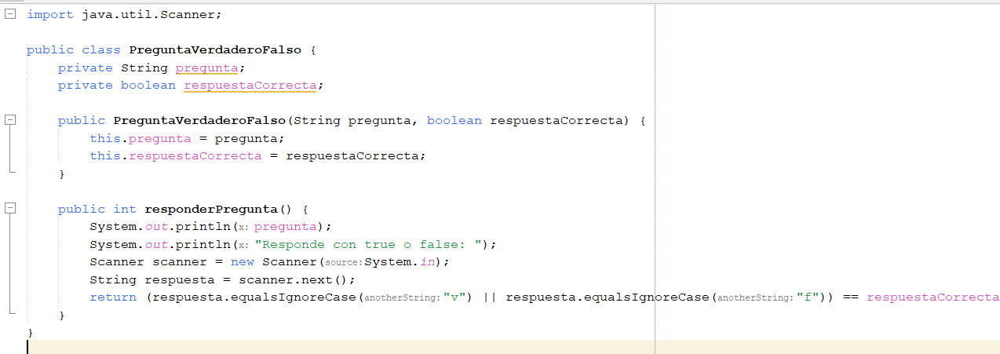 import java.util.Scanner;
public class PreguntaVerdaderoFalso {
private String pregunta;
private boolean respuestaCorrecta;
public PreguntaVerdaderoFalso(String pregunta, boolean respuestaCorrecta) {
this.pregunta = pregunta;
this.respuestaCorrecta = respuestaCorrecta;
}
public int responderPregunta() {
System.out.println(x: pregunta);
System.out.println(x: "Responde con true o false: ");
Scanner scanner = new Scanner(source: System.in);
String respuesta = scanner.next();
return (respuesta.equalsIgnoreCase(anotherString: "v") || respuesta.equalsIgnoreCase(anotherString: "f")) == respuestaCorrecta
}
}